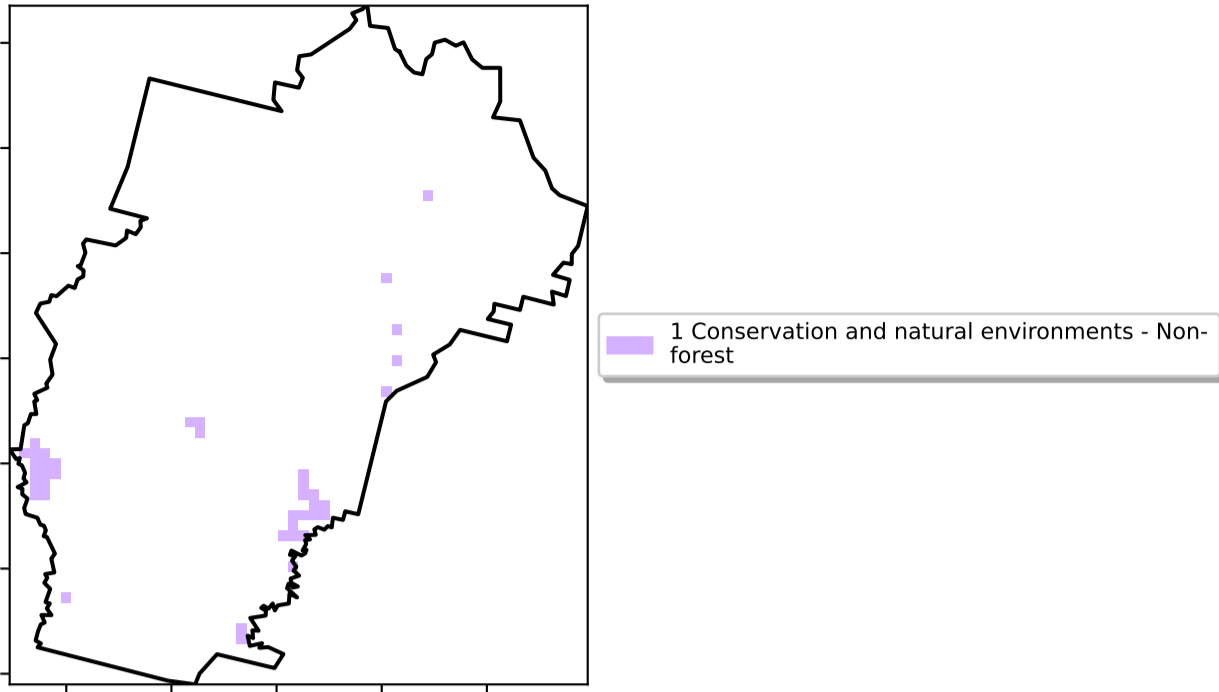 1 Conservation and natural environments - Non-
forest